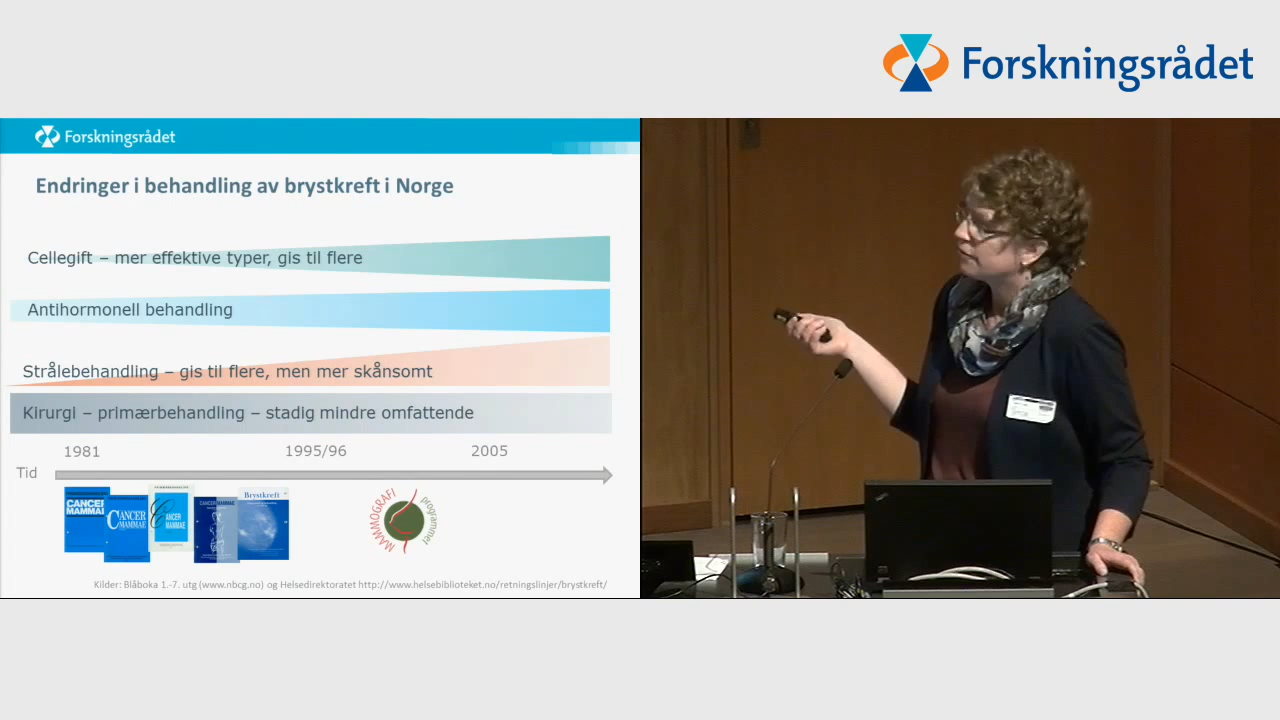 Forskningsrådet
Forskningsrådet
Endringer i behandling av brystkreft i Norge
Cellegift – mer effektive typer, gis til flere
Antihormonell behandling
Strålebehandling – gis til flere, men mer skånsomt
Kirurgi – primærbehandling – stadig mindre omfattende
1981
1995/96
2005
Tid
CANCER
MAMMAE
CANCER
MAMMAE
CANCER
MAMMAE
CANCER MAMMAE
Brystkreft
MAMMOGRAFI
programmet
Kilder: Blåboka 1.-7. utg (www.nbcg.no) og Helsedirektoratet http://www.helsebiblioteket.no/retningslinjer/brystkreft/